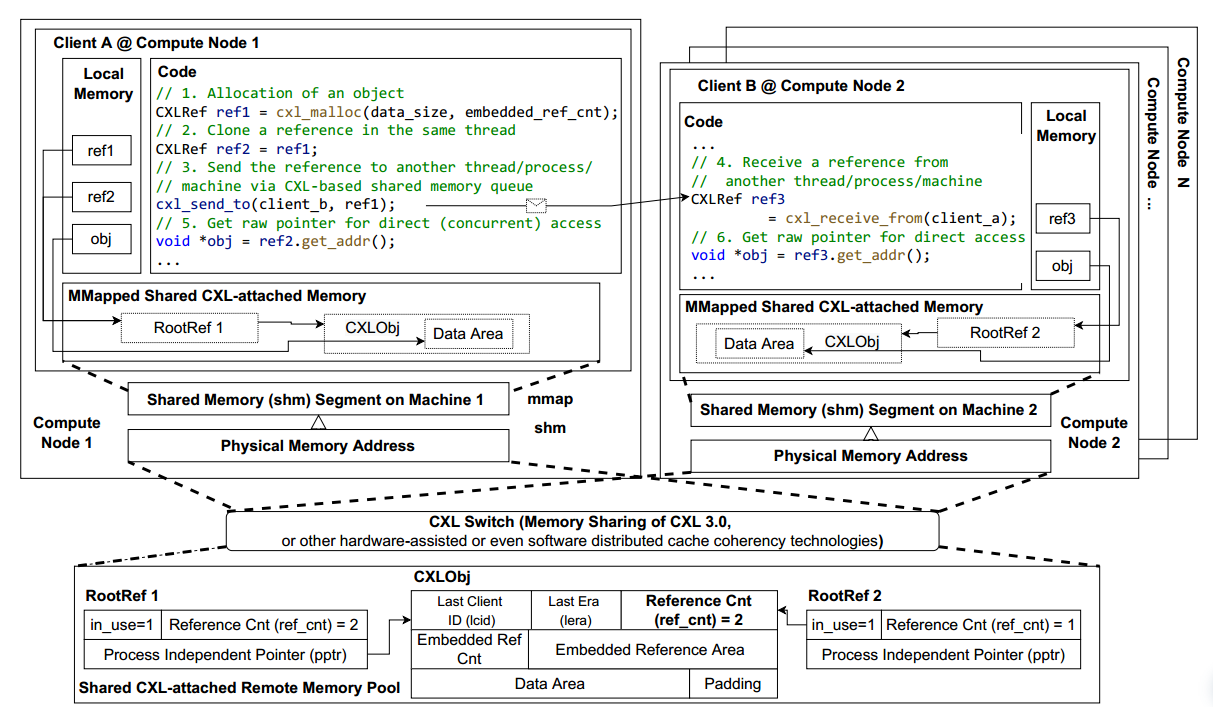 Client A @ Compute Node 1
Local
Memory
ref1
ref2
obj
Code
// 1. Allocation of an object
CXLRef ref1 = cxl_malloc(data_size, embedded_ref_cnt);
// 2. Clone a reference in the same thread
CXLRef ref2 = ref1;
// 3. Send the reference to another thread/process/
// machine via CXL-based shared memory queue
cxl_send_to(client_b, ref1);
// 5. Get raw pointer for direct (concurrent) access
void *obj = ref2.get_addr();
...
MMapped Shared CXL-attached Memory
RootRef 1
CXLObj
Data Area
Shared Memory (shm) Segment on Machine 1
mmap
shm
Compute
Node 1
Physical Memory Address
Client B @ Compute Node 2
Code
...
// 4. Receive a reference from
// another thread/process/machine
CXLRef ref3
= cxl_receive_from(client_a);
// 6. Get raw pointer for direct access
void *obj = ref3.get_addr();
...
Local
Memory
ref3
obj
MMapped Shared CXL-attached Memory
Data Area
CXLObj
RootRef 2
Shared Memory (shm) Segment on Machine 2
Compute
Node 2
Physical Memory Address
Compute Node ...
Compute Node N
CXL Switch (Memory Sharing of CXL 3.0,
or other hardware-assisted or even software distributed cache coherency technologies)
RootRef 1
in_use=1
Reference Cnt (ref_cnt) = 2
Process Independent Pointer (pptr)
Shared CXL-attached Remote Memory Pool
CXLObj
Last Client
ID (lcid)
Last Era
(lera)
Reference Cnt
(ref_cnt) = 2
Embedded Ref
Cnt
Embedded Reference Area
Data Area
Padding
RootRef 2
in_use=1
Reference Cnt (ref_cnt) = 1
Process Independent Pointer (pptr)